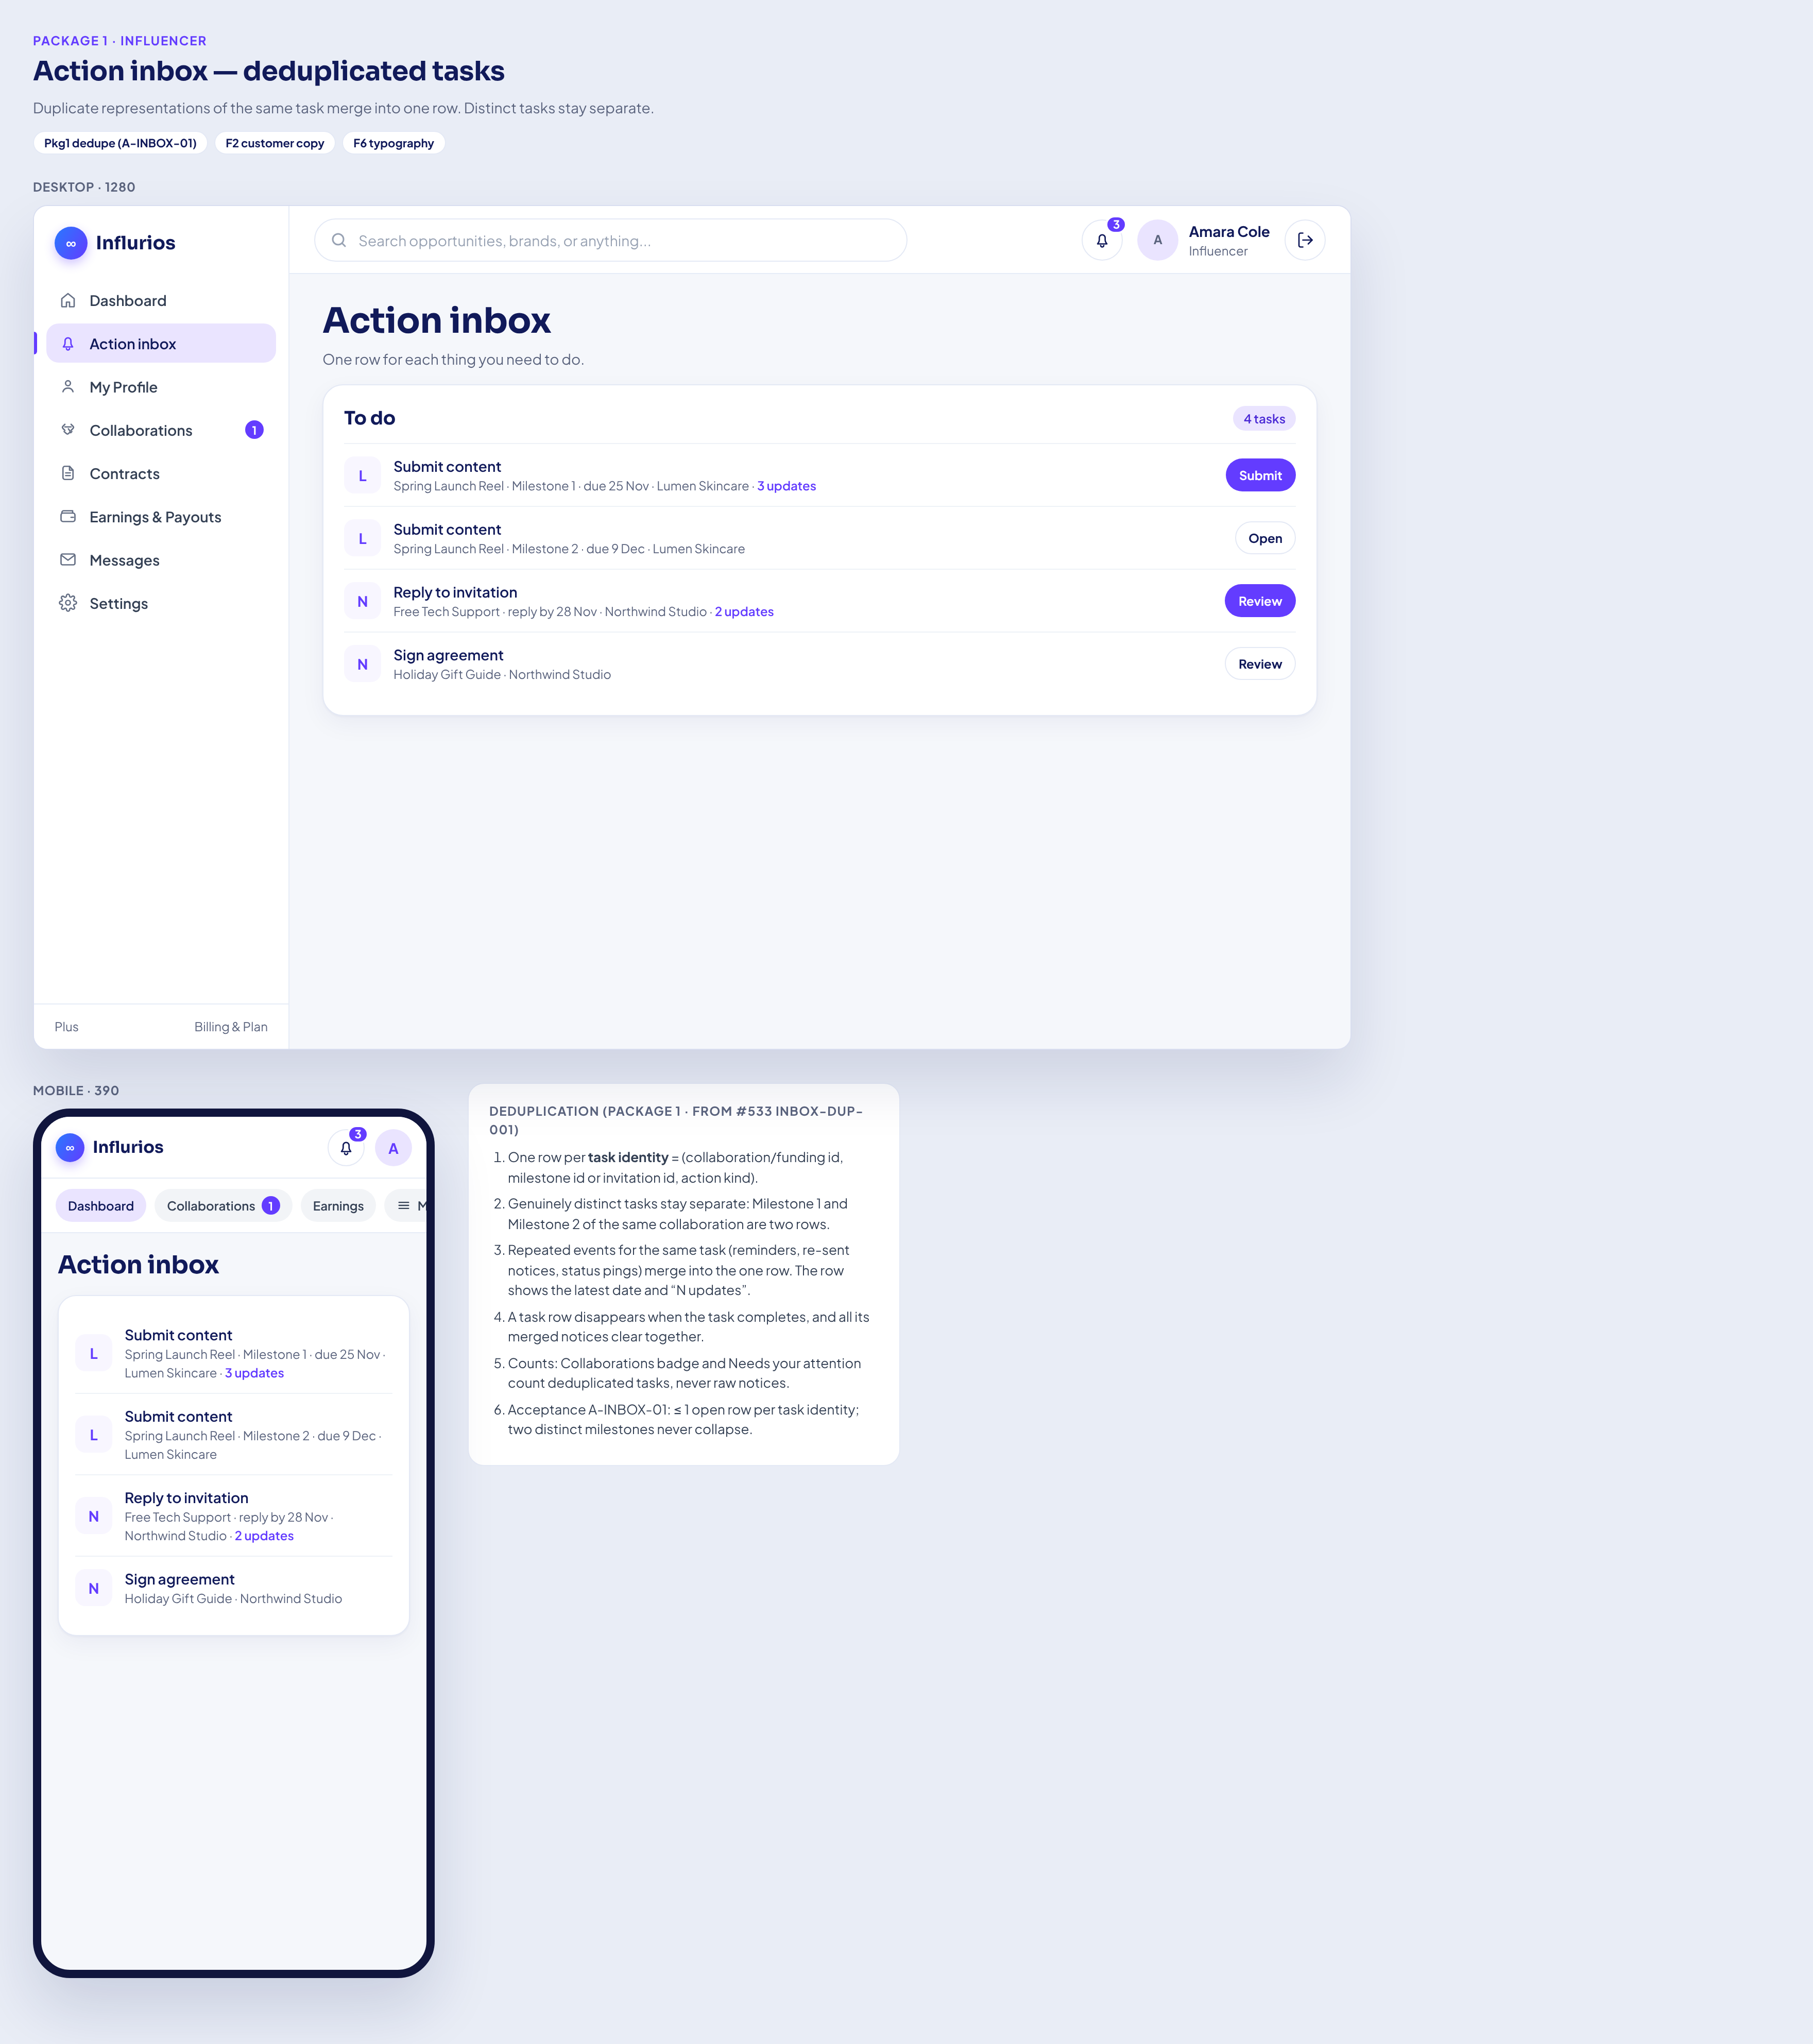 PACKAGE 1 · INFLUENCER
Action inbox — deduplicated tasks
Duplicate representations of the same task merge into one row. Distinct tasks stay separate.
Pkg1 dedupe (A-INBOX-01) F2 customer copy F6 typography
DESKTOP · 1280
∞ Influrios
Search opportunities, brands, or anything...
3
A
Amara Cole
Influencer
Dashboard
Action inbox
My Profile
Collaborations 1
Contracts
Earnings & Payouts
Messages
Settings
Plus Billing & Plan
Action inbox
One row for each thing you need to do.
To do 4 tasks
L
Submit content
Spring Launch Reel · Milestone 1 · due 25 Nov · Lumen Skincare · 3 updates
Submit
L
Submit content
Spring Launch Reel · Milestone 2 · due 9 Dec · Lumen Skincare
Open
N
Reply to invitation
Free Tech Support · reply by 28 Nov · Northwind Studio · 2 updates
Review
N
Sign agreement
Holiday Gift Guide · Northwind Studio
Review
MOBILE · 390
∞ Influrios 3 A
Dashboard Collaborations 1 Earnings M
Action inbox
L
Submit content
Spring Launch Reel · Milestone 1 · due 25 Nov ·
Lumen Skincare · 3 updates
L
Submit content
Spring Launch Reel · Milestone 2 · due 9 Dec ·
Lumen Skincare
N
Reply to invitation
Free Tech Support · reply by 28 Nov ·
Northwind Studio · 2 updates
N
Sign agreement
Holiday Gift Guide · Northwind Studio
DEDUPLICATION (PACKAGE 1 · FROM #533 INBOX-DUP-
001)
1. One row per task identity = (collaboration/funding id,
milestone id or invitation id, action kind).
2. Genuinely distinct tasks stay separate: Milestone 1 and
Milestone 2 of the same collaboration are two rows.
3. Repeated events for the same task (reminders, re-sent
notices, status pings) merge into the one row. The row
shows the latest date and “N updates”.
4. A task row disappears when the task completes, and all its
merged notices clear together.
5. Counts: Collaborations badge and Needs your attention
count deduplicated tasks, never raw notices.
6. Acceptance A-INBOX-01: ≤ 1 open row per task identity;
two distinct milestones never collapse.